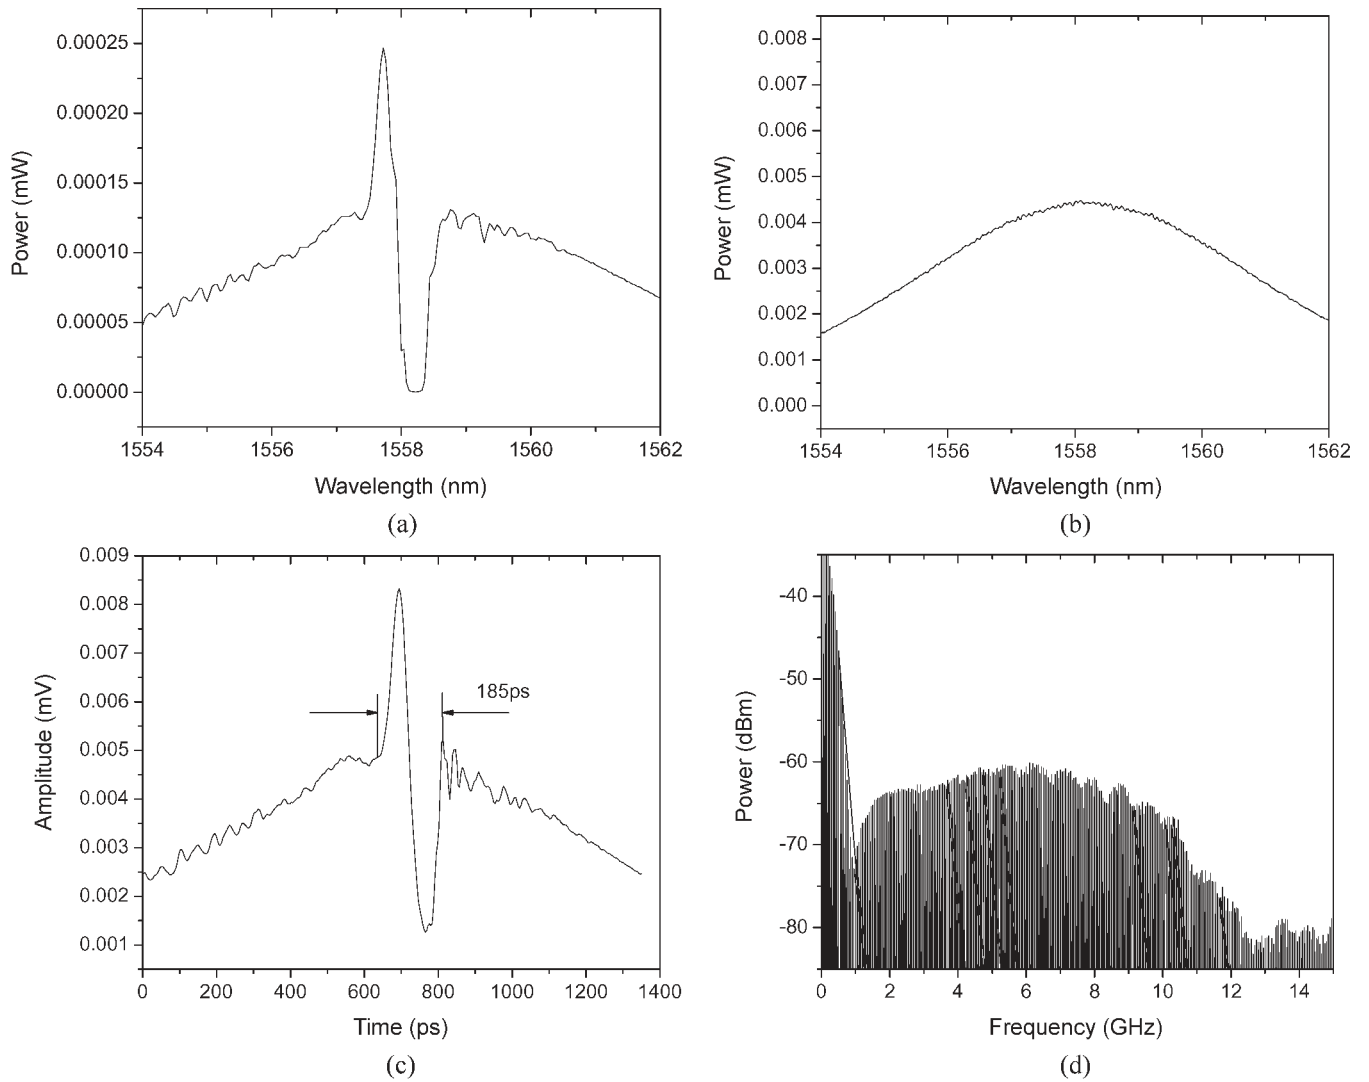 0.00025
0.00020
0.00015
0.00010
0.00005
0.00000
Power (mW)
1554 1556 1558 1560 1562
Wavelength (nm)
(a)
0.008
0.007
0.006
0.005
0.004
0.003
0.002
0.001
0.000
Power (mW)
1554 1556 1558 1560 1562
Wavelength (nm)
(b)
0.009
0.008
0.007
0.006
0.005
0.004
0.003
0.002
0.001
Amplitude (mV)
185ps
0 200 400 600 800 1000 1200 1400
Time (ps)
(c)
-40
-50
-60
-70
-80
Power (dBm)
0 2 4 6 8 10 12 14
Frequency (GHz)
(d)